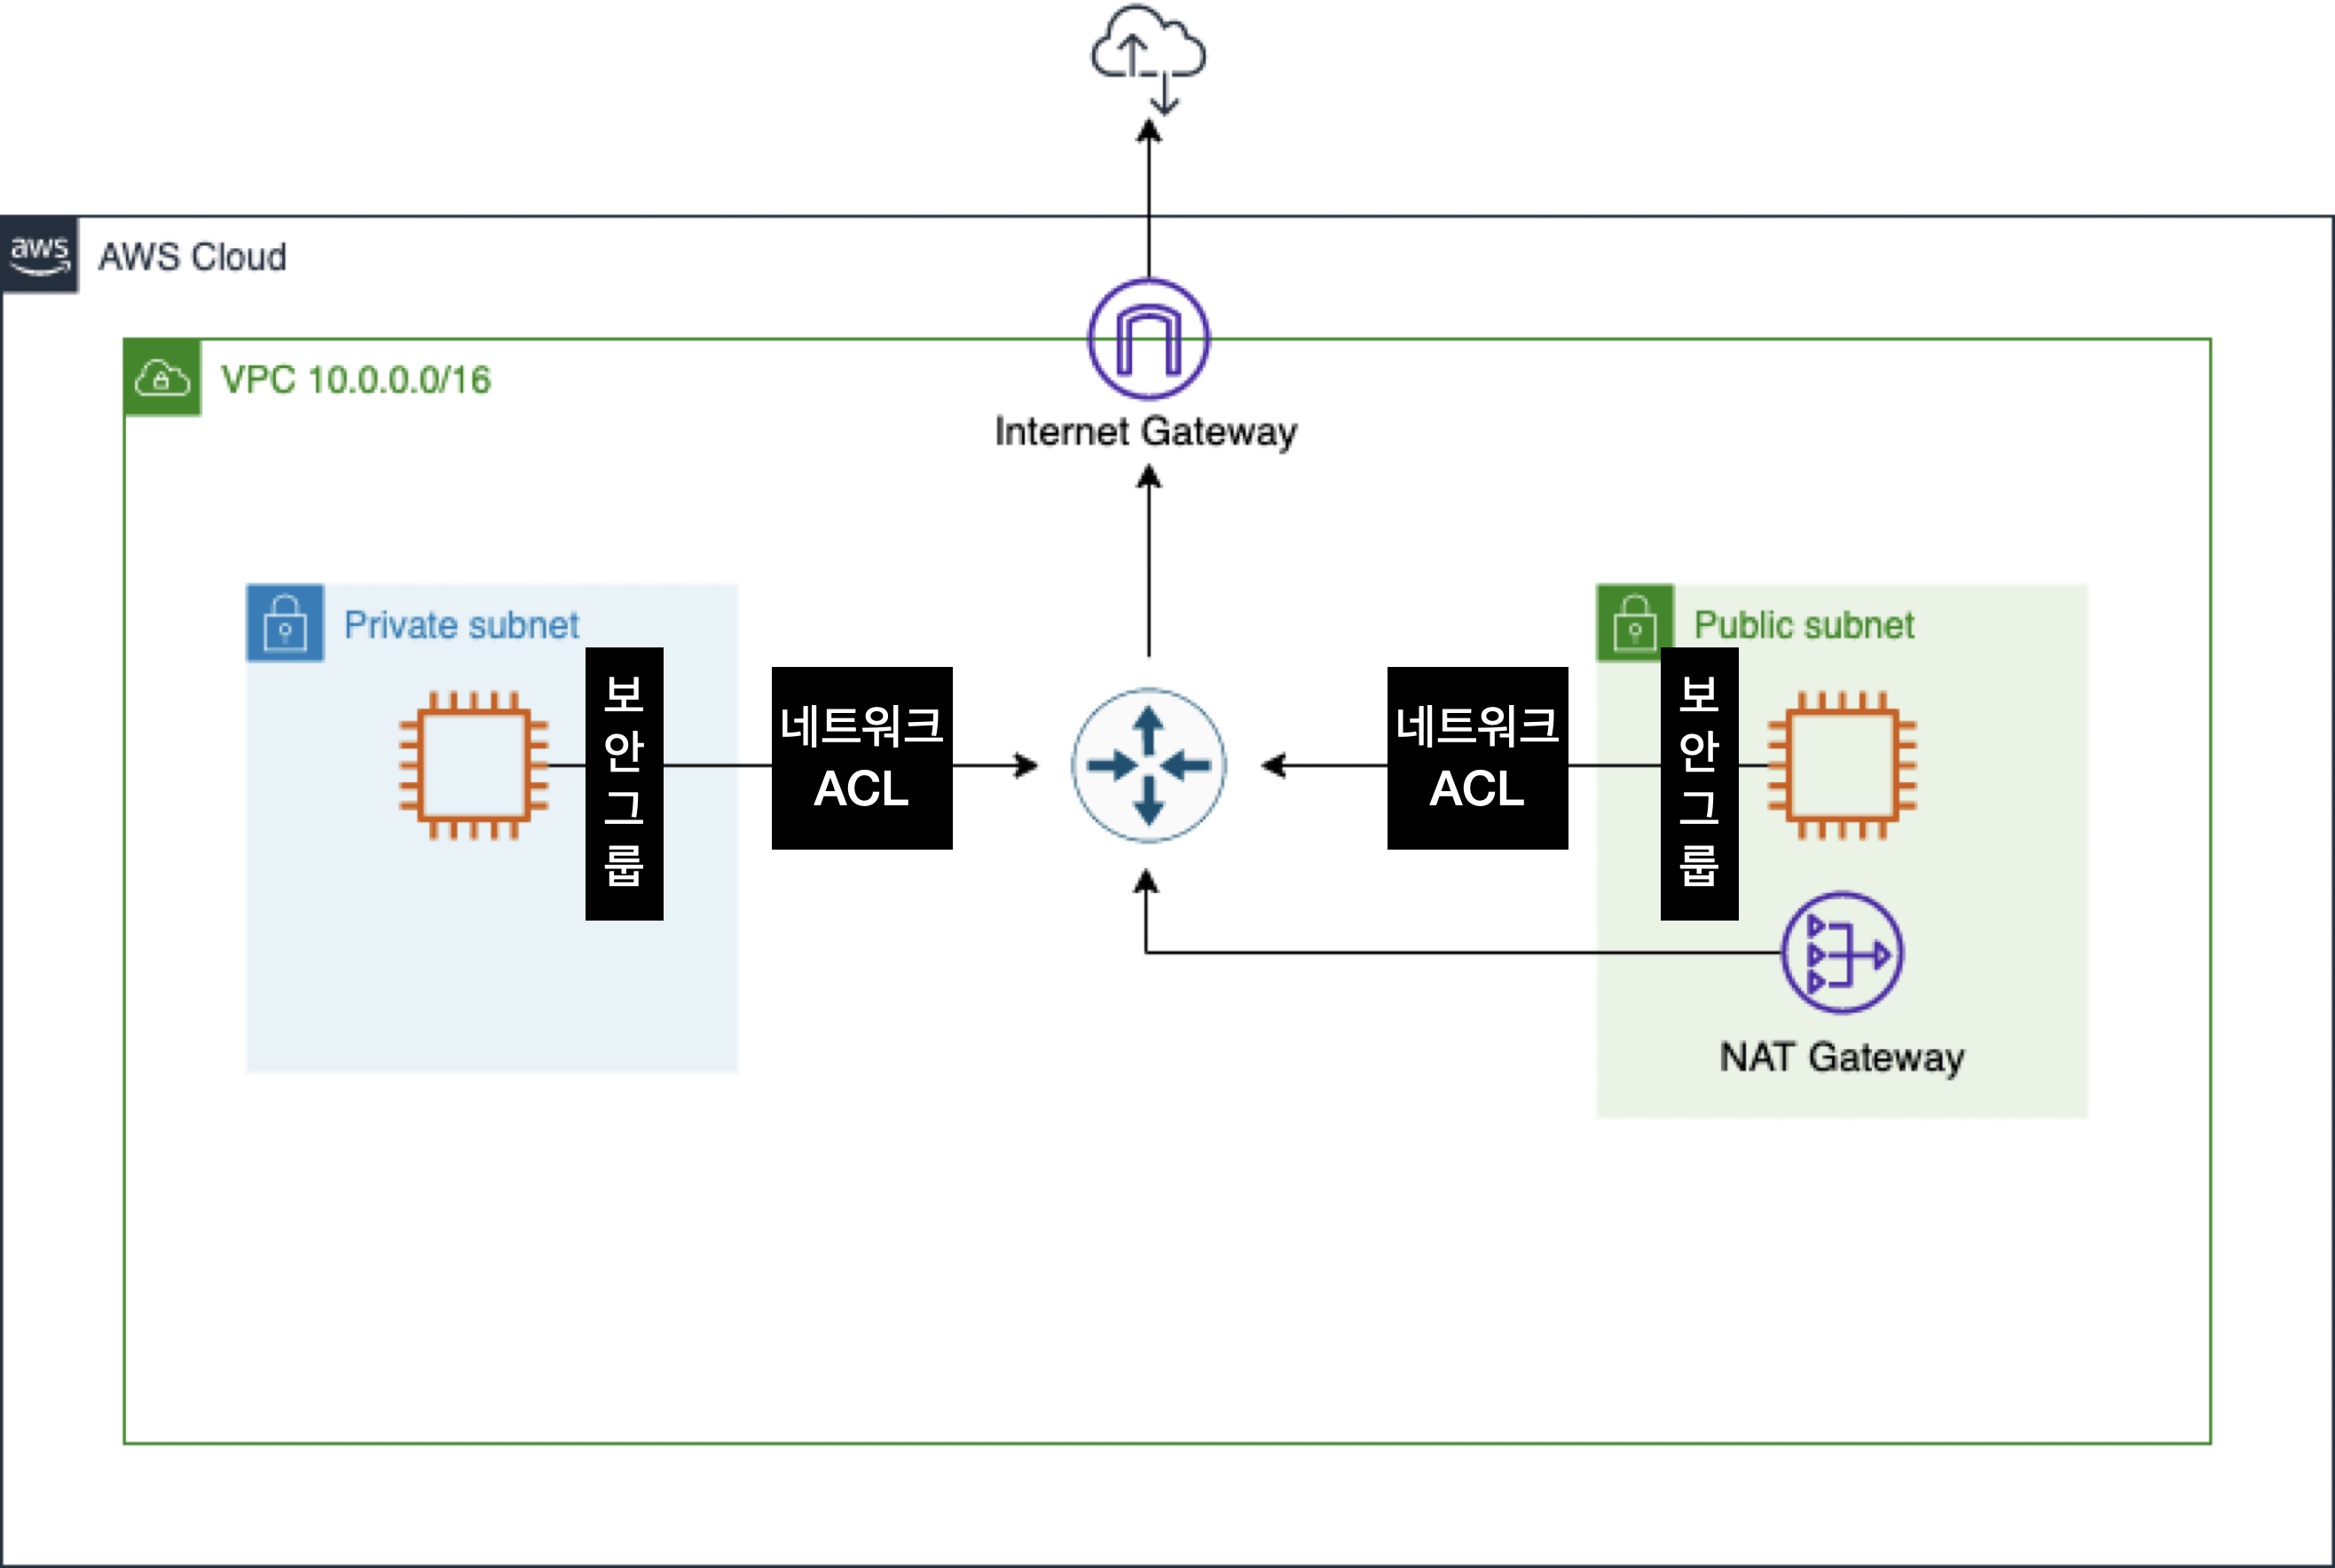 aws
AWS Cloud
VPC 10.0.0.0/16
Internet Gateway
Private subnet
Public subnet
보안그룹
네트워크
ACL
네트워크
ACL
보안그룹
NAT Gateway